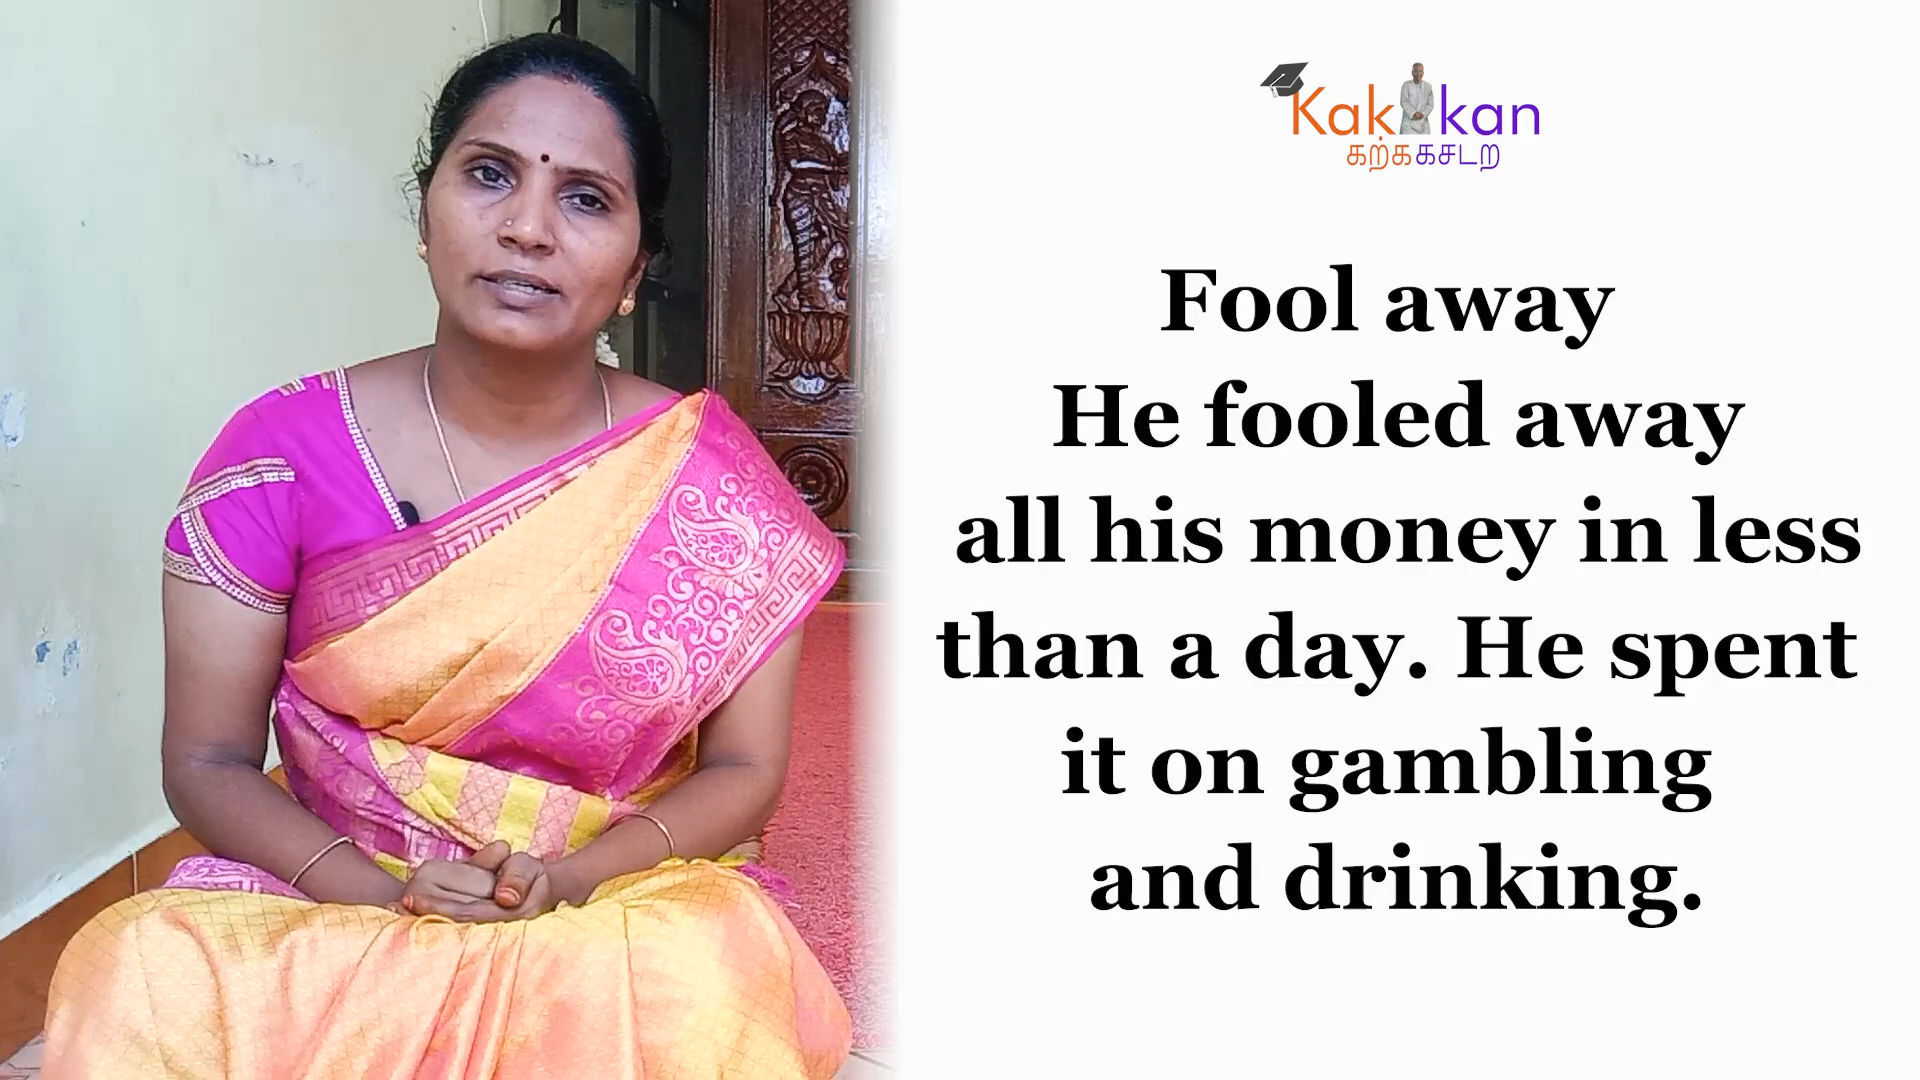 Kakkan
கற்ககசடற
Fool away
He fooled away
all his money in less
than a day. He spent
it on gambling
and drinking.